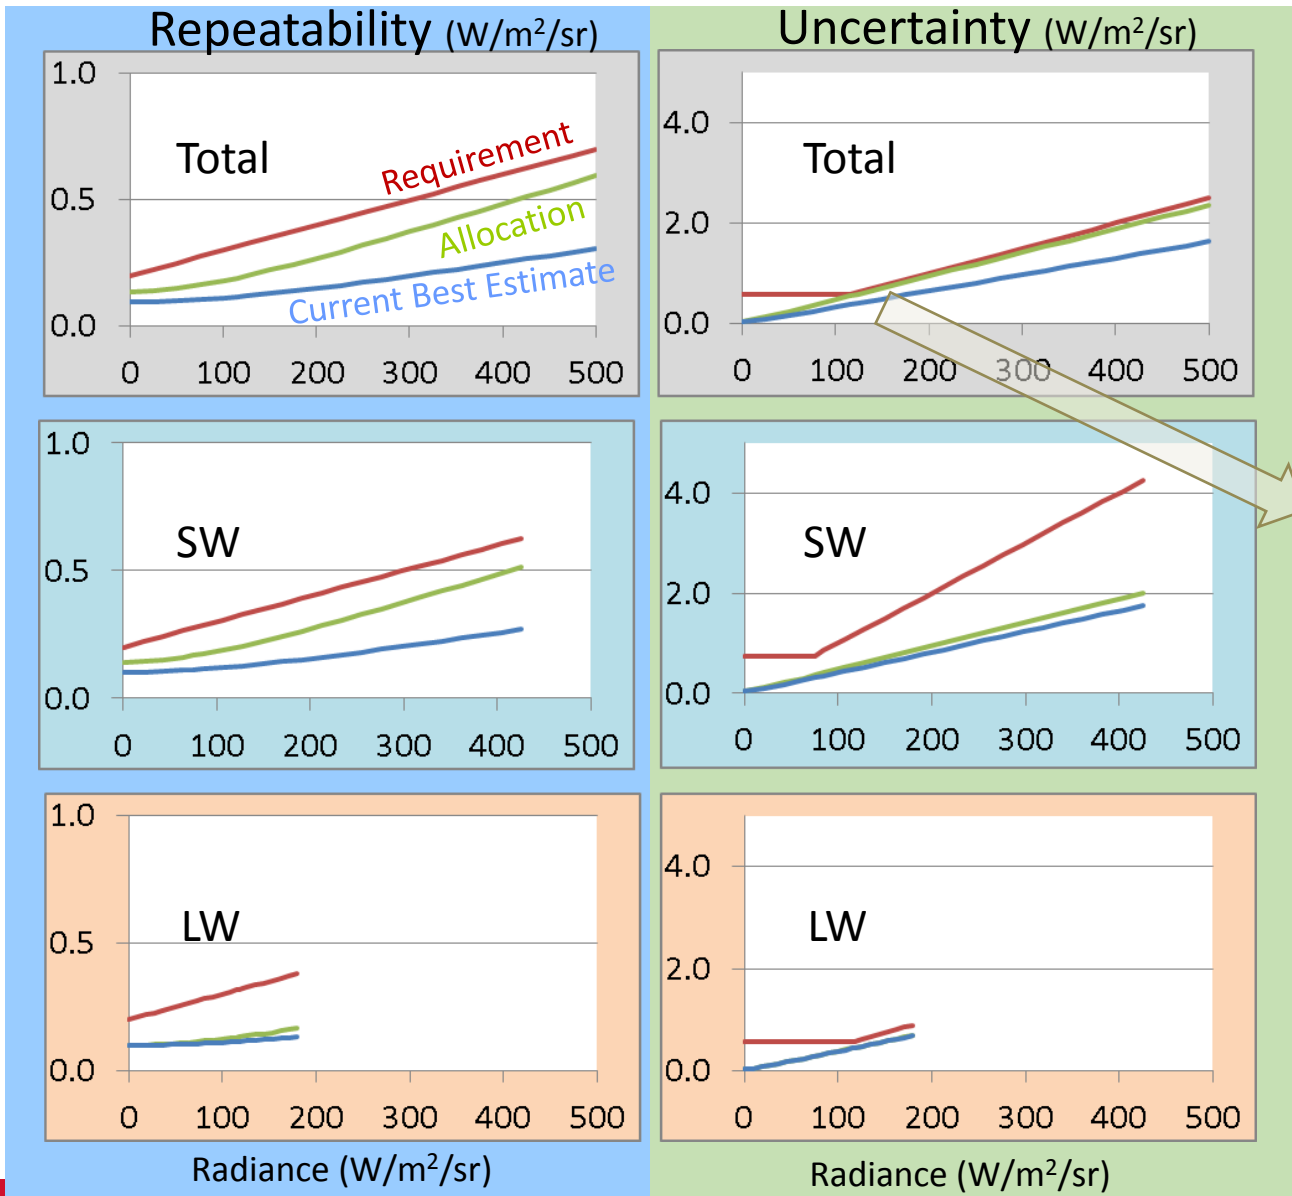 Repeatability (W/m²/sr)
1.0
0.5
0.0
Total
Requirement
Allocation
Current Best Estimate
0 100 200 300 400 500
1.0
0.5
0.0
SW
0 100 200 300 400 500
1.0
0.5
0.0
LW
0 100 200 300 400 500
Radiance (W/m²/sr)
Uncertainty (W/m²/sr)
4.0
2.0
0.0
Total
0 100 200 300 400 500
4.0
2.0
0.0
SW
0 100 200 300 400 500
4.0
2.0
0.0
LW
0 100 200 300 400 500
Radiance (W/m²/sr)